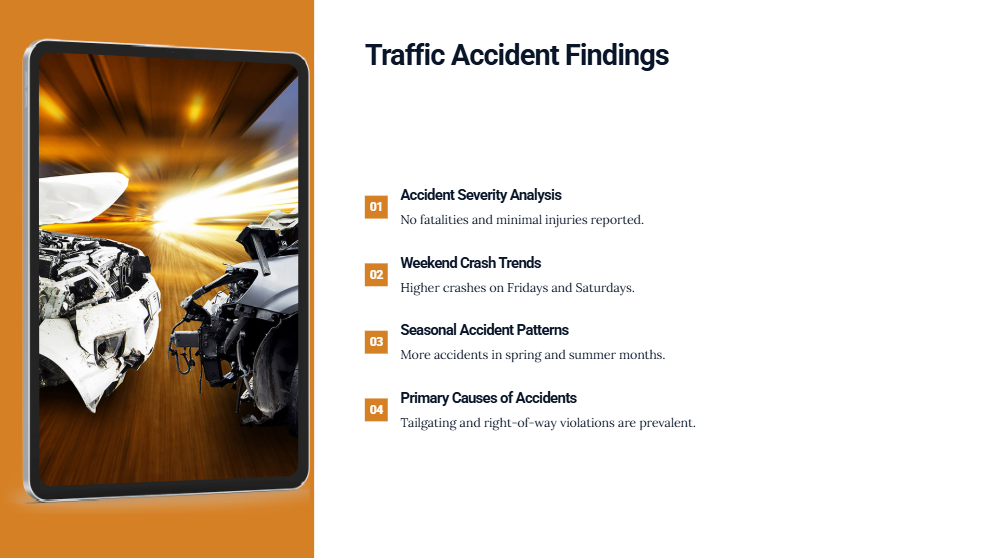 Traffic Accident Findings
01
Accident Severity Analysis
No fatalities and minimal injuries reported.
02
Weekend Crash Trends
Higher crashes on Fridays and Saturdays.
03
Seasonal Accident Patterns
More accidents in spring and summer months.
04
Primary Causes of Accidents
Tailgating and right-of-way violations are prevalent.